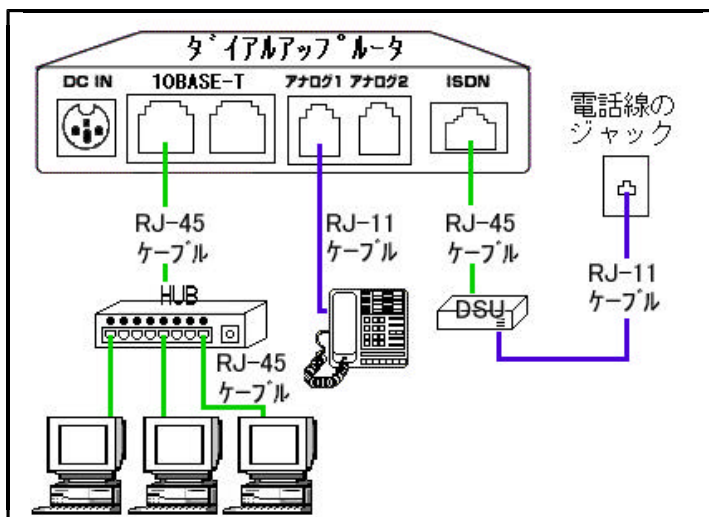 ダイアルアップルータ
DC IN
10BASE-T
アナログ1 アナログ2
ISDN
電話線の
ジャック
RJ-45
ケーブル
RJ-11
ケーブル
RJ-45
ケーブル
RJ-11
ケーブル
HUB
DSU
RJ-45
ケーブル